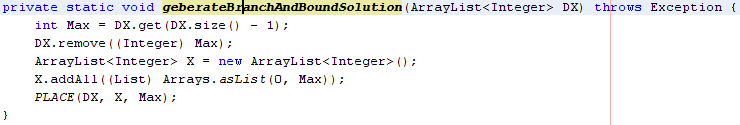 private static void geberateBranchAndBoundSolution(ArrayList<Integer> DX) throws Exception {
    int Max = DX.get(DX.size() - 1);
    DX.remove((Integer) Max);
    ArrayList<Integer> X = new ArrayList<Integer>();
    X.addAll((List) Arrays.asList(0, Max));
    PLACE(DX, X, Max);
}